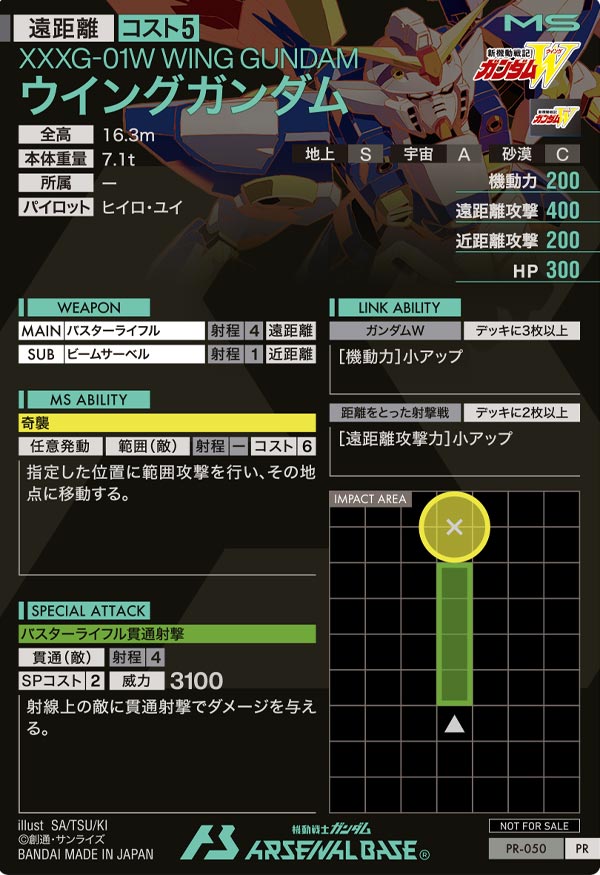 遠距離 コスト5
MS
XXXG-01W WING GUNDAM
ウイングガンダム
新機動戦記
ガンダムW
ウイング
全高 16.3m
本体重量 7.1t
所属 ー
パイロット ヒイロ・ユイ
地上 S 宇宙 A 砂漠 C
機動力 200
遠距離攻撃 400
近距離攻撃 200
HP 300
WEAPON
MAIN バスターライフル 射程 4 遠距離
SUB ビームサーベル 射程 1 近距離
MS ABILITY
奇襲
任意発動 範囲(敵) 射程 ー コスト 6
指定した位置に範囲攻撃を行い、その地
点に移動する。
SPECIAL ATTACK
バスターライフル貫通射撃
貫通(敵) 射程 4
SPコスト 2 威力 3100
射線上の敵に貫通射撃でダメージを与え
る。
LINK ABILITY
ガンダムW デッキに3枚以上
[機動力]小アップ
距離をとった射撃戦 デッキに2枚以上
[遠距離攻撃力]小アップ
IMPACT AREA
illust SA/TSU/KI
©創通・サンライズ
BANDAI MADE IN JAPAN
機動戦士ガンダム
ARSENAL BASE®
NOT FOR SALE
PR-050 PR